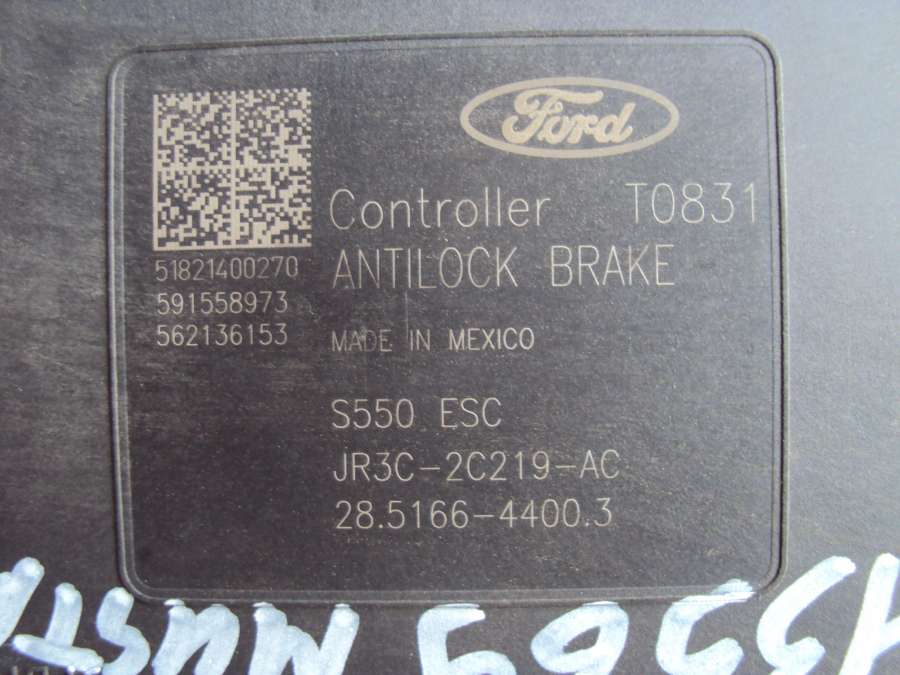 Ford
Controller T0831
ANTILOCK BRAKE
51821400270
591558973
562136153
MADE IN MEXICO
S550 ESC
JR3C-2C219-AC
28.5166-4400.3